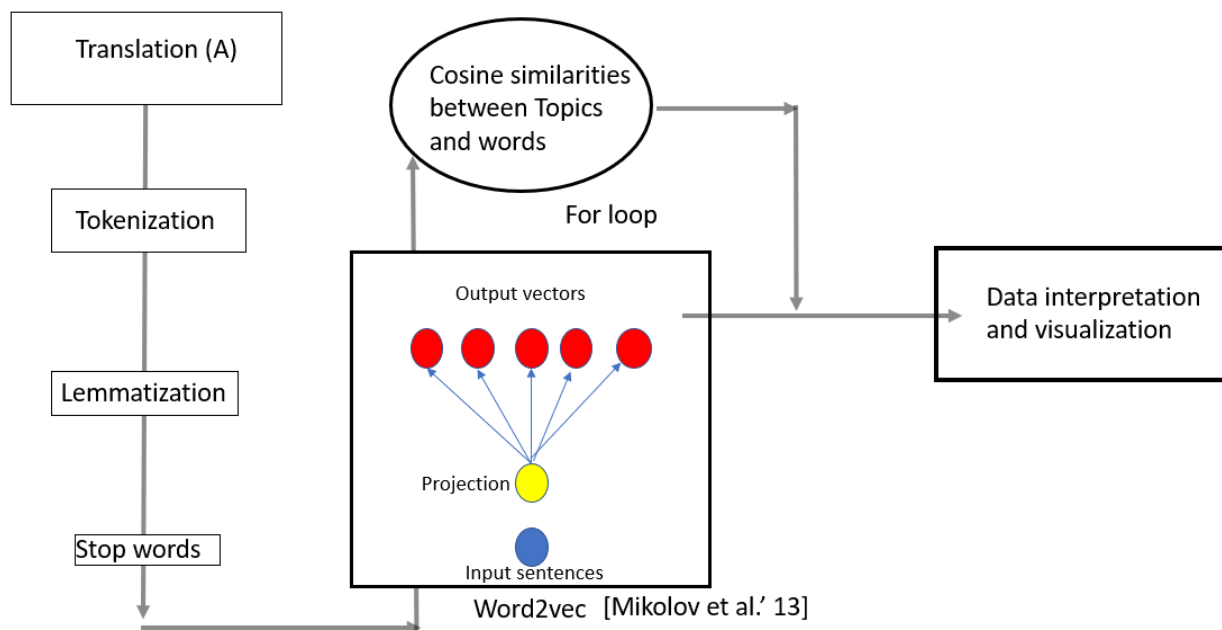 Translation (A)
Tokenization
Lemmatization
Stop words
Cosine similarities
between Topics
and words
For loop
Output vectors
Projection
Input sentences
Word2vec [Mikolov et al.’ 13]
Data interpretation
and visualization